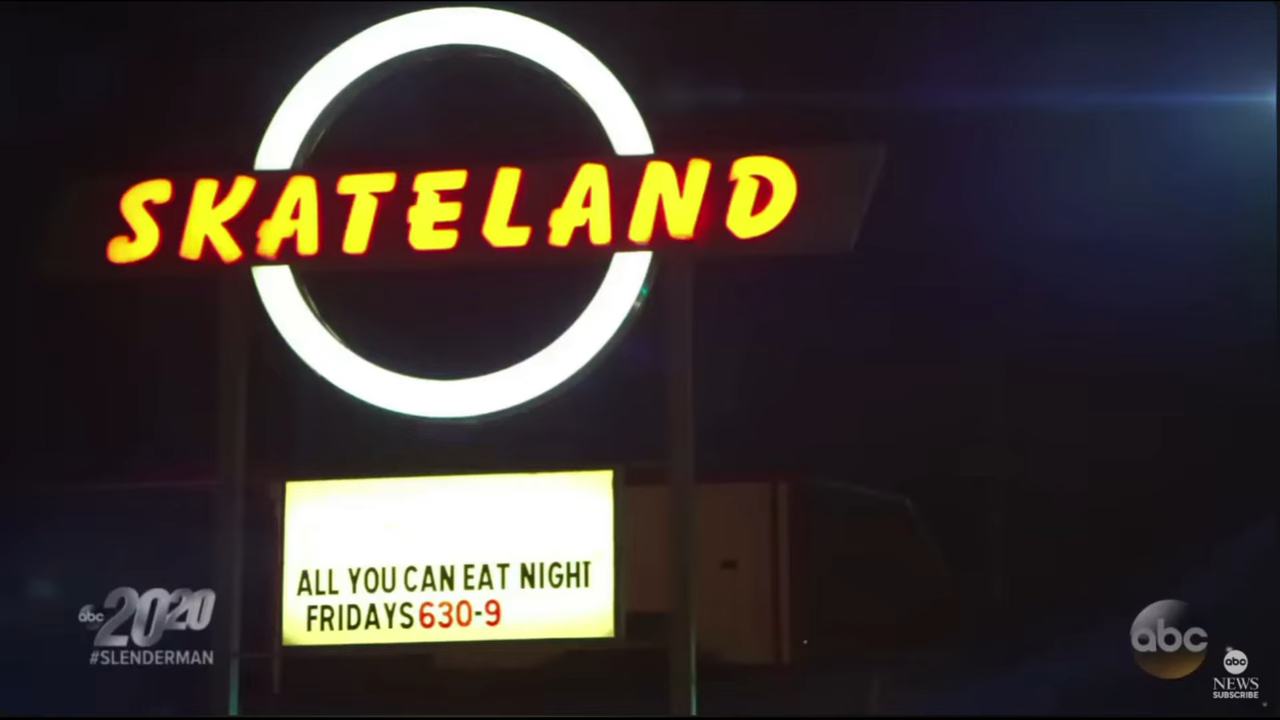 SKATELAND
ALL YOU CAN EAT NIGHT
FRIDAYS 630-9
abc 2020
#SLENDERMAN
abc
abc
NEWS
SUBSCRIBE